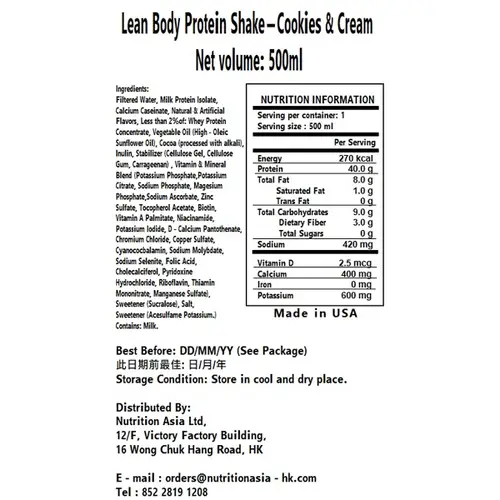 Lean Body Protein Shake-Cookies & Cream
Net volume: 500ml
Ingredients:
Filtered Water, Milk Protein Isolate,
Calcium Caseinate, Natural & Artificial
Flavors, Less than 2%of: Whey Protein
Concentrate, Vegetable Oil (High - Oleic
Sunflower Oil), Cocoa (processed with alkali),
Inulin, Stabilizer (Cellulose Gel, Cellulose
Gum, Carrageenan) , Vitamin & Mineral
Blend (Potassium Phosphate,Potassium
Citrate, Sodium Phosphate, Magesium
Phosphate,Sodium Ascorbate, Zinc
Sulfate, Tocopherol Acetate, Biotin,
Vitamin A Palmitate, Niacinamide,
Potassium Iodide, D - Calcium Pantothenate,
Chromium Chloride, Copper Sulfate,
Cyanococbalamin, Sodium Molybdate,
Sodium Selenite, Folic Acid,
Cholecalciferol, Pyridoxine
Hydrochloride, Riboflavin, Thiamin
Mononitrate, Manganese Sulfate),
Sweetener (Sucralose), Salt,
Sweetener (Acesulfame Potassium.)
Contains: Milk.
NUTRITION INFORMATION
Serving per container: 1
Serving size : 500 ml
Per Serving
Energy 270 kcal
Protein 40.0 g
Total Fat 8.0 g
Saturated Fat 1.0 g
Trans Fat 0 g
Total Carbohydrates 9.0 g
Dietary Fiber 3.0 g
Total Sugars 0 g
Sodium 420 mg
Vitamin D 2.5 mcg
Calcium 400 mg
Iron 0 mg
Potassium 600 mg
Made in USA
Best Before: DD/MM/YY (See Package)
此日期前最佳: 日/月/年
Storage Condition: Store in cool and dry place.
Distributed By:
Nutrition Asia Ltd,
12/F, Victory Factory Building,
16 Wong Chuk Hang Road, HK
E - mail : orders@nutritionasia - hk.com
Tel : 852 2819 1208